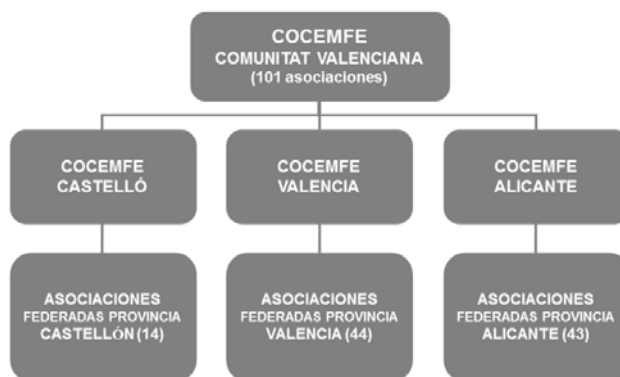 COCEMFE
COMUNITAT VALENCIANA
(101 asociaciones)
COCEMFE
CASTELLÓ
COCEMFE
VALENCIA
COCEMFE
ALICANTE
ASOCIACIONES
FEDERADAS PROVINCIA
CASTELLÓN (14)
ASOCIACIONES
FEDERADAS PROVINCIA
VALENCIA (44)
ASOCIACIONES
FEDERADAS PROVINCIA
ALICANTE (43)